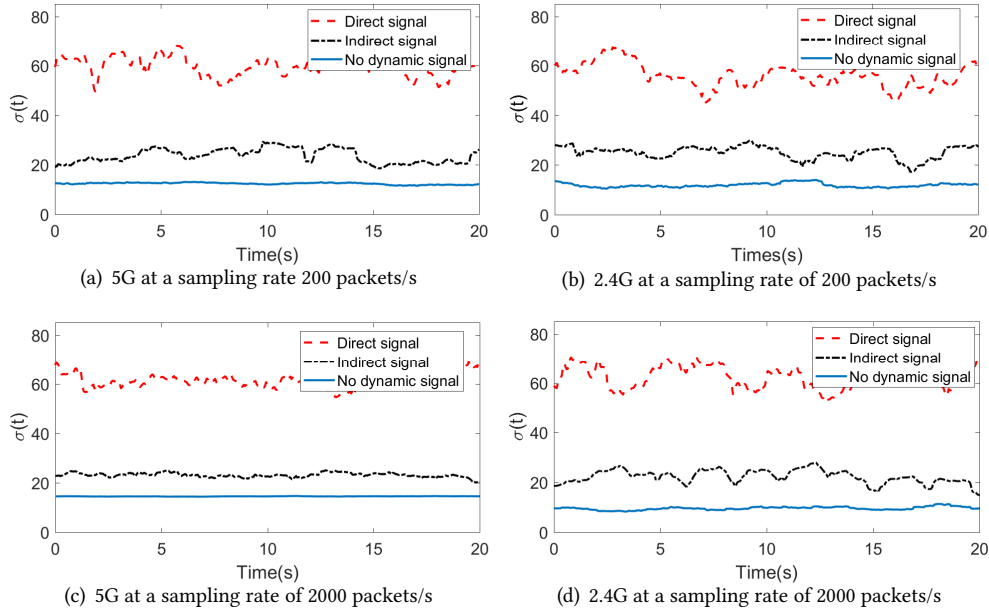 80
60
40
20
0
σ(t)
Direct signal
Indirect signal
No dynamic signal
0 5 10 15 20
Time(s)
(a) 5G at a sampling rate 200 packets/s
80
60
40
20
0
σ(t)
Direct signal
Indirect signal
No dynamic signal
0 5 10 15 20
Times(s)
(b) 2.4G at a sampling rate of 200 packets/s
80
60
40
20
0
σ(t)
Direct signal
Indirect signal
No dynamic signal
0 5 10 15 20
Time(s)
(c) 5G at a sampling rate of 2000 packets/s
80
60
40
20
0
σ(t)
Direct signal
Indirect signal
No dynamic signal
0 5 10 15 20
Time(s)
(d) 2.4G at a sampling rate of 2000 packets/s